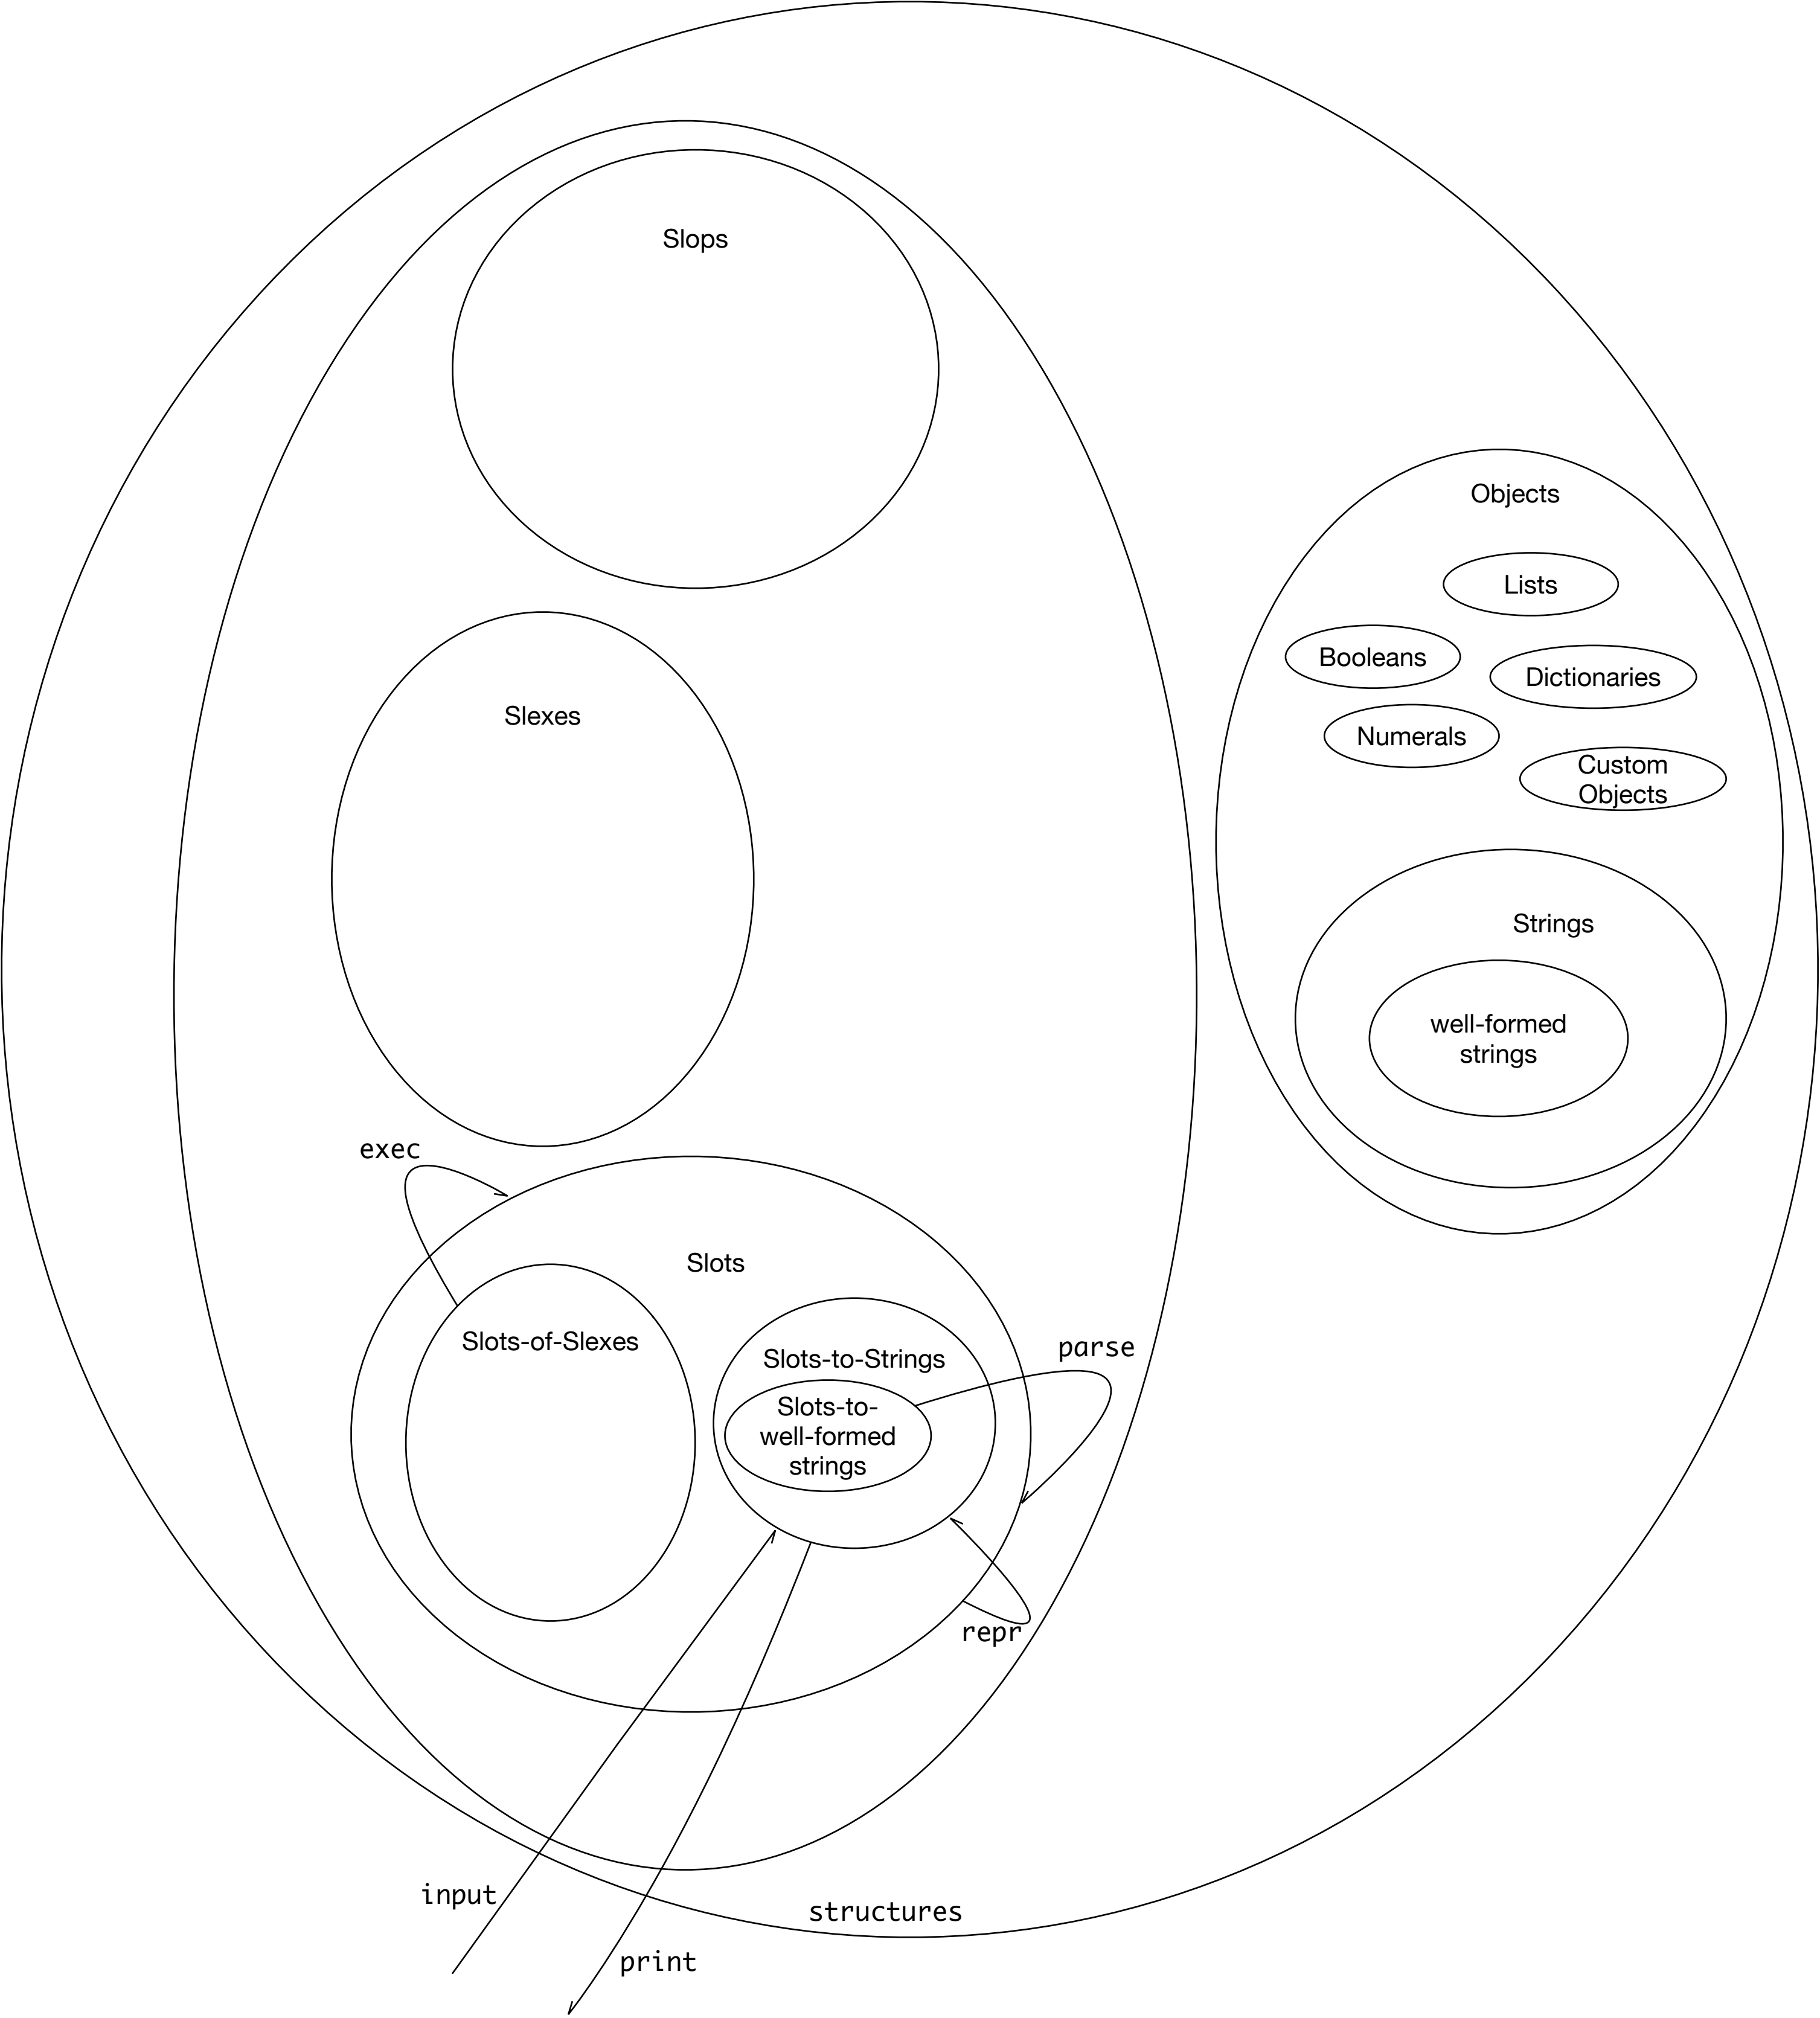 Slops
Objects
Lists
Booleans
Dictionaries
Slexes
Numerals
Custom
Objects
Strings
well-formed
strings
exec
Slots
Slots-of-Slexes
parse
Slots-to-Strings
Slots-to-
well-formed
strings
repr
input
structures
print